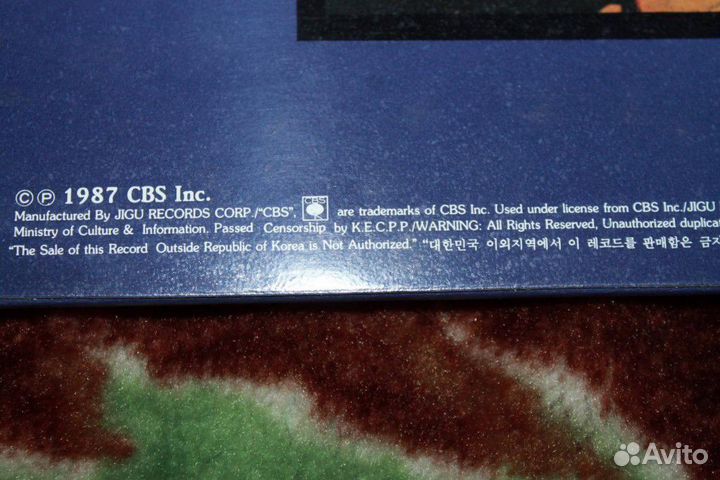 ©℗ 1987 CBS Inc.
Manufactured By JIGU RECORDS CORP./“CBS”, CBS are trademarks of CBS Inc. Used under license from CBS Inc./JIGU
Ministry of Culture & Information. Passed Censorship by K.E.C.P.P./WARNING: All Rights Reserved, Unauthorized duplicat
“The Sale of this Record Outside Republic of Korea is Not Authorized.” “대한민국 이외지역에서 이 레코드를 판매함은 금지
Avito